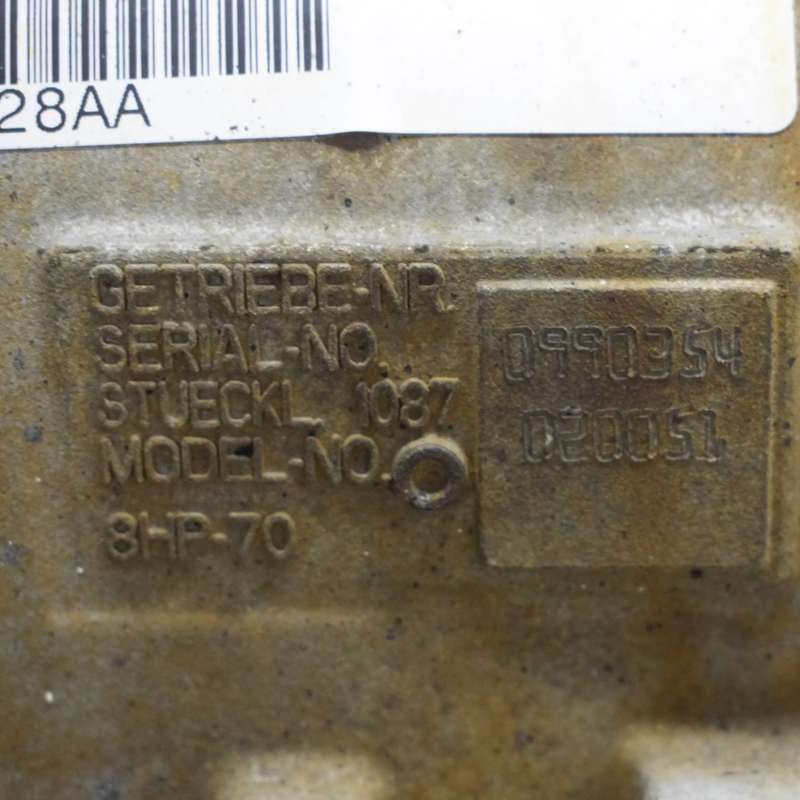 28AA
GETRIEBE-NR.
SERIAL-NO. 0990354
STUECKL. 1087
MODEL-NO. 020051
8HP-70